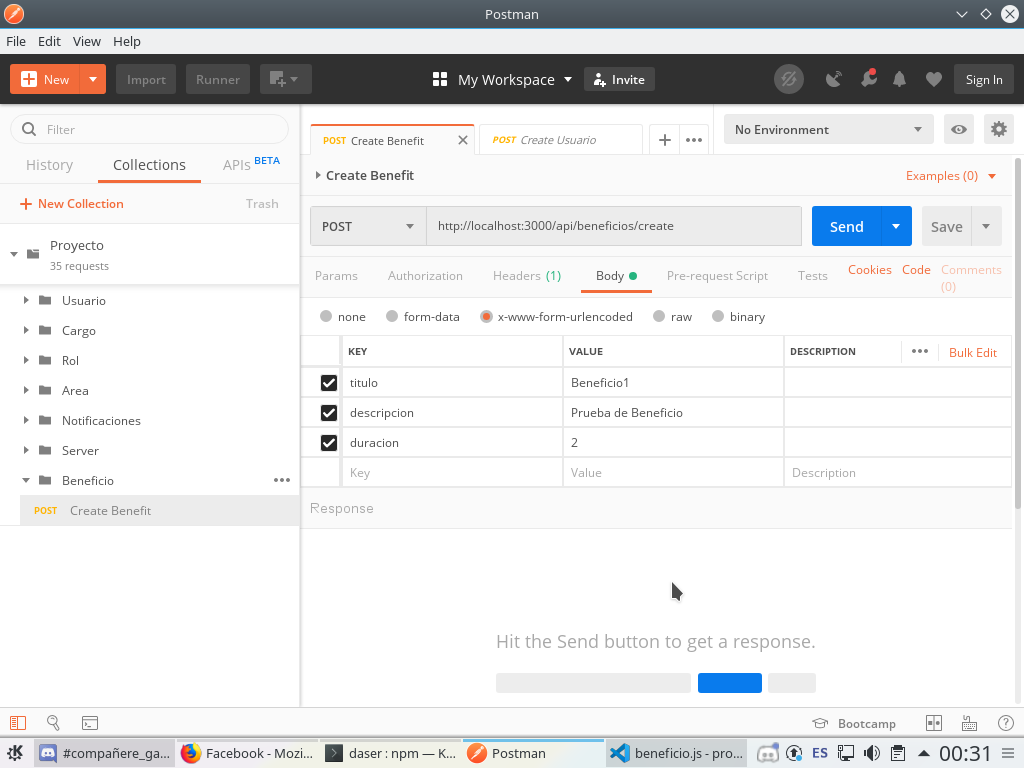 Postman
File Edit View Help
New Import Runner My Workspace Invite Sign In
Filter
History Collections APIs BETA
New Collection Trash
Proyecto
35 requests
Usuario
Cargo
Rol
Area
Notificaciones
Server
Beneficio
POST Create Benefit
POST Create Benefit POST Create Usuario No Environment
Create Benefit Examples (0)
POST http://localhost:3000/api/beneficios/create Send Save
Params Authorization Headers (1) Body Pre-request Script Tests Cookies Code Comments (0)
none form-data x-www-form-urlencoded raw binary
KEY VALUE DESCRIPTION Bulk Edit
titulo Beneficio1
descripcion Prueba de Beneficio
duracion 2
Key Value Description
Response
Hit the Send button to get a response.
Bootcamp
#compañere_ga... Facebook - Mozi... daser : npm — K... Postman beneficio.js - pro... ES 00:31